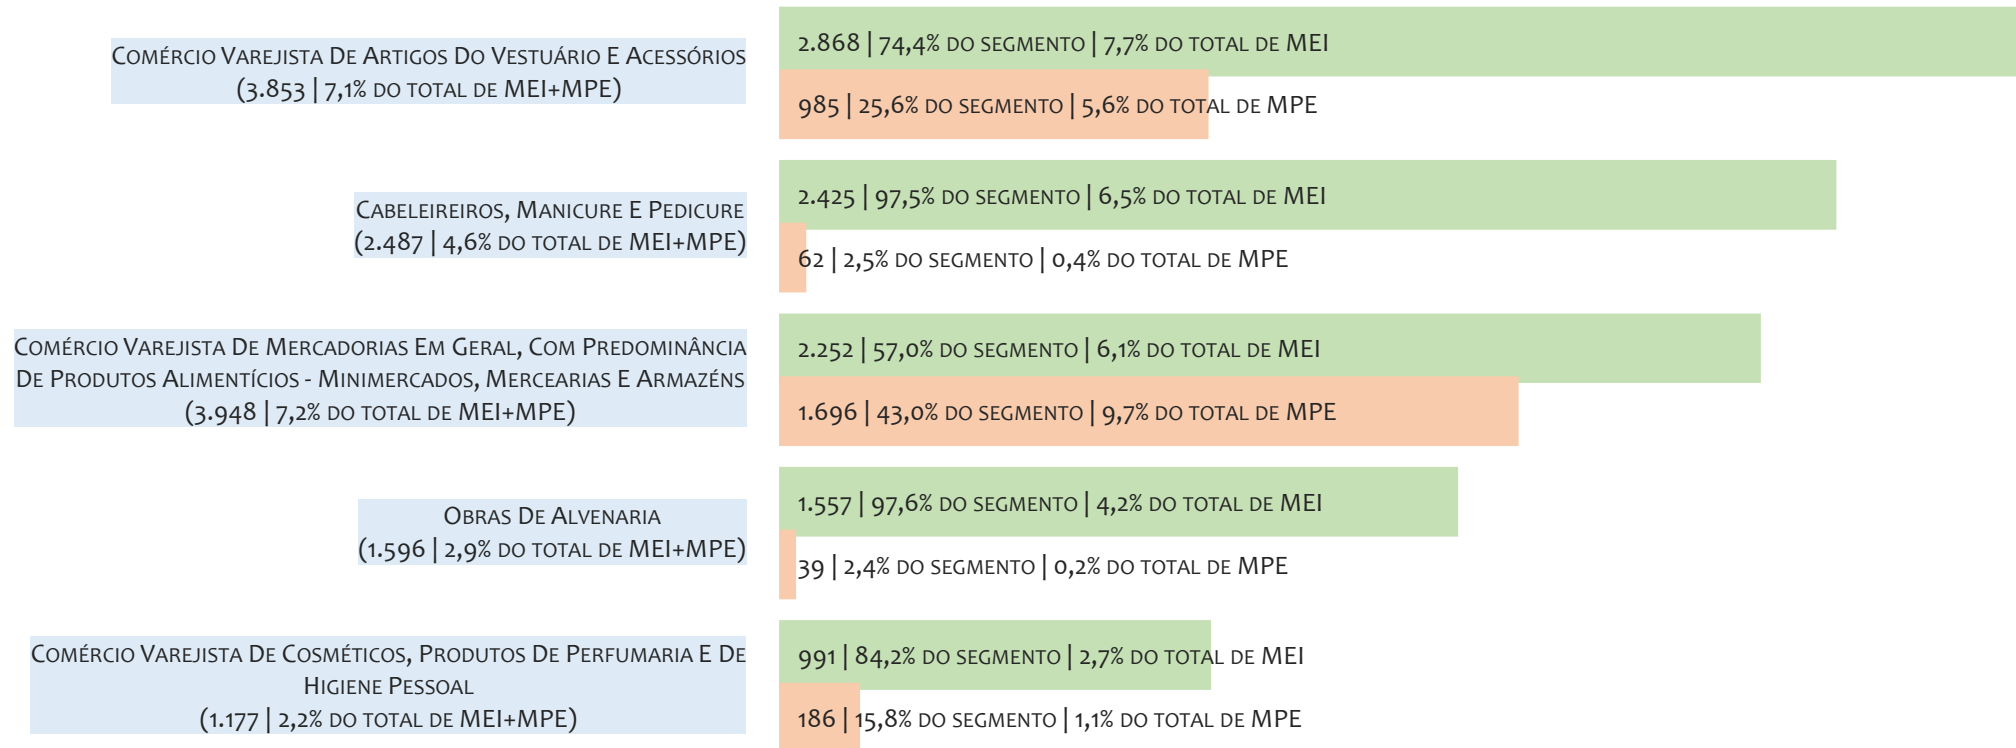 Comércio Varejista De Artigos Do Vestuário E Acessórios
(3.853 | 7,1% do total de MEI+MPE)
2.868 | 74,4% do segmento | 7,7% do total de MEI
985 | 25,6% do segmento | 5,6% do total de MPE
Cabeleireiros, Manicure E Pedicure
(2.487 | 4,6% do total de MEI+MPE)
2.425 | 97,5% do segmento | 6,5% do total de MEI
62 | 2,5% do segmento | 0,4% do total de MPE
Comércio Varejista De Mercadorias Em Geral, Com Predominância
De Produtos Alimentícios - Minimercados, Mercearias E Armazéns
(3.948 | 7,2% do total de MEI+MPE)
2.252 | 57,0% do segmento | 6,1% do total de MEI
1.696 | 43,0% do segmento | 9,7% do total de MPE
Obras De Alvenaria
(1.596 | 2,9% do total de MEI+MPE)
1.557 | 97,6% do segmento | 4,2% do total de MEI
39 | 2,4% do segmento | 0,2% do total de MPE
Comércio Varejista De Cosméticos, Produtos De Perfumaria E De
Higiene Pessoal
(1.177 | 2,2% do total de MEI+MPE)
991 | 84,2% do segmento | 2,7% do total de MEI
186 | 15,8% do segmento | 1,1% do total de MPE